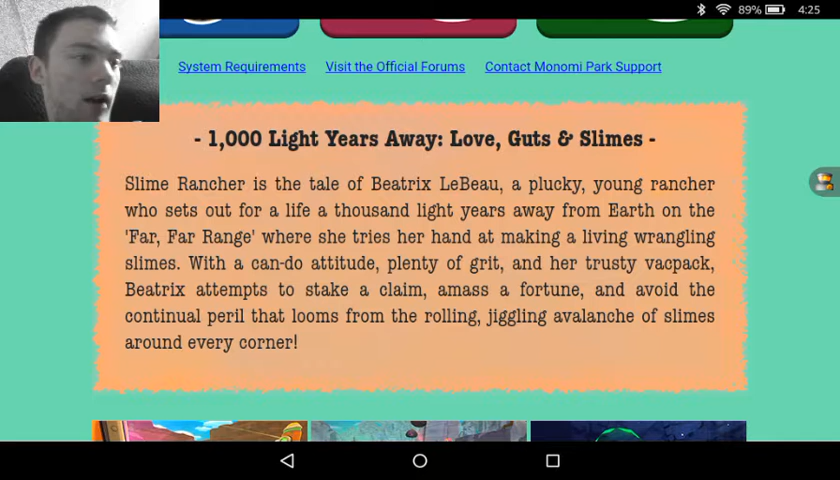 89% 4:25
System Requirements Visit the Official Forums Contact Monomi Park Support
- 1,000 Light Years Away: Love, Guts & Slimes -
Slime Rancher is the tale of Beatrix LeBeau, a plucky, young rancher
who sets out for a life a thousand light years away from Earth on the
'Far, Far Range' where she tries her hand at making a living wrangling
slimes. With a can-do attitude, plenty of grit, and her trusty vacpack,
Beatrix attempts to stake a claim, amass a fortune, and avoid the
continual peril that looms from the rolling, jiggling avalanche of slimes
around every corner!